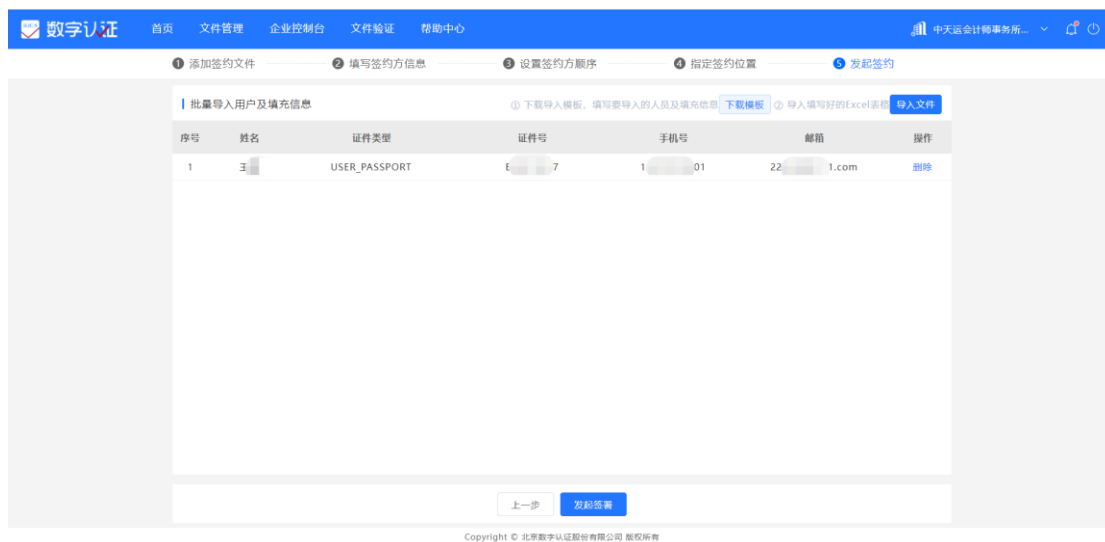 数字认证 首页 文件管理 企业控制台 文件验证 帮助中心 中天运会计师事务所...
1 添加签约文件 2 填写签约方信息 3 设置签约方顺序 4 指定签约位置 5 发起签约
批量导入用户及填充信息 ① 下载导入模板，填写要导入的人员及填充信息 下载模板 ② 导入填写好的Excel表格 导入文件
序号 姓名 证件类型 证件号 手机号 邮箱 操作
1 王 USER_PASSPORT E 7 1 01 22 1.com 删除
上一步 发起签署
Copyright © 北京数字认证股份有限公司 版权所有